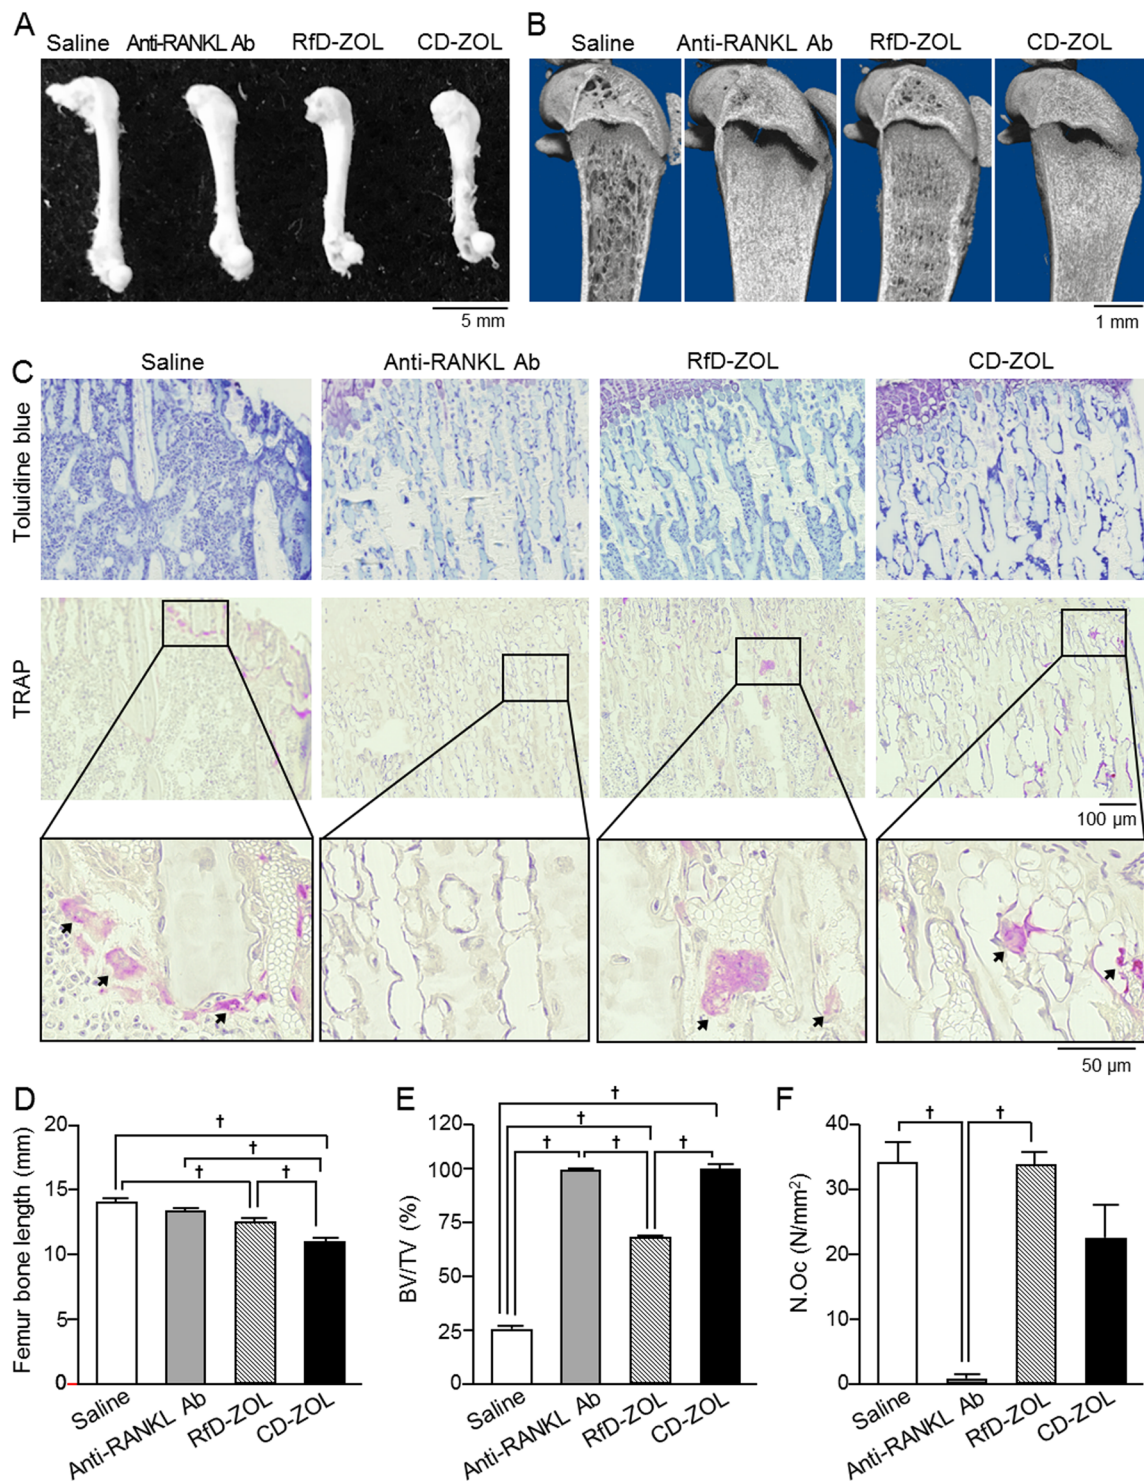 A
Saline Anti-RANKL Ab RfD-ZOL CD-ZOL
5 mm
B
Saline Anti-RANKL Ab RfD-ZOL CD-ZOL
1 mm
C
Saline Anti-RANKL Ab RfD-ZOL CD-ZOL
Toluidine blue
TRAP
100 µm
50 µm
D
Femur bone length (mm)
20
15
10
5
0
† † † †
Saline
Anti-RANKL Ab
RfD-ZOL
CD-ZOL
E
BV/TV (%)
120
100
75
50
25
0
† † † † †
Saline
Anti-RANKL Ab
RfD-ZOL
CD-ZOL
F
N.Oc (N/mm²)
40
30
20
10
0
† †
Saline
Anti-RANKL Ab
RfD-ZOL
CD-ZOL